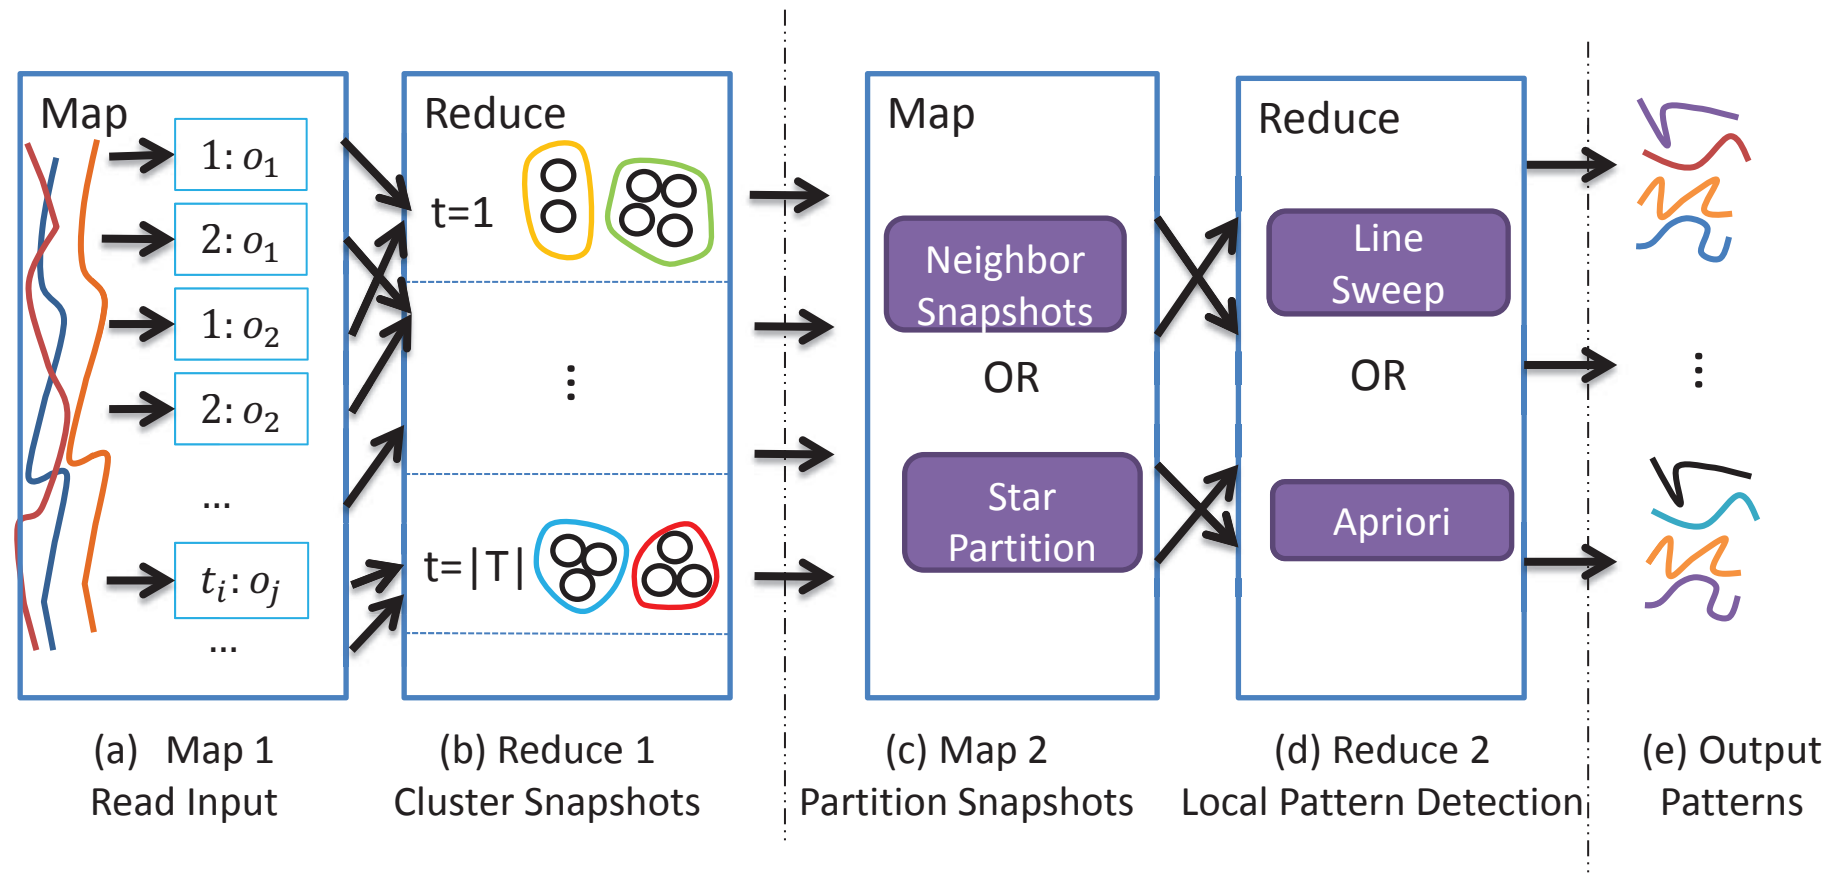 Map
1: o₁
2: o₁
1: o₂
2: o₂
...
tᵢ: oⱼ
...
Reduce
t=1
⋮
t=|T|
Map
Neighbor
Snapshots
OR
Star
Partition
Reduce
Line
Sweep
OR
Apriori
⋮
(a) Map 1
Read Input
(b) Reduce 1
Cluster Snapshots
(c) Map 2
Partition Snapshots
(d) Reduce 2
Local Pattern Detection
(e) Output
Patterns